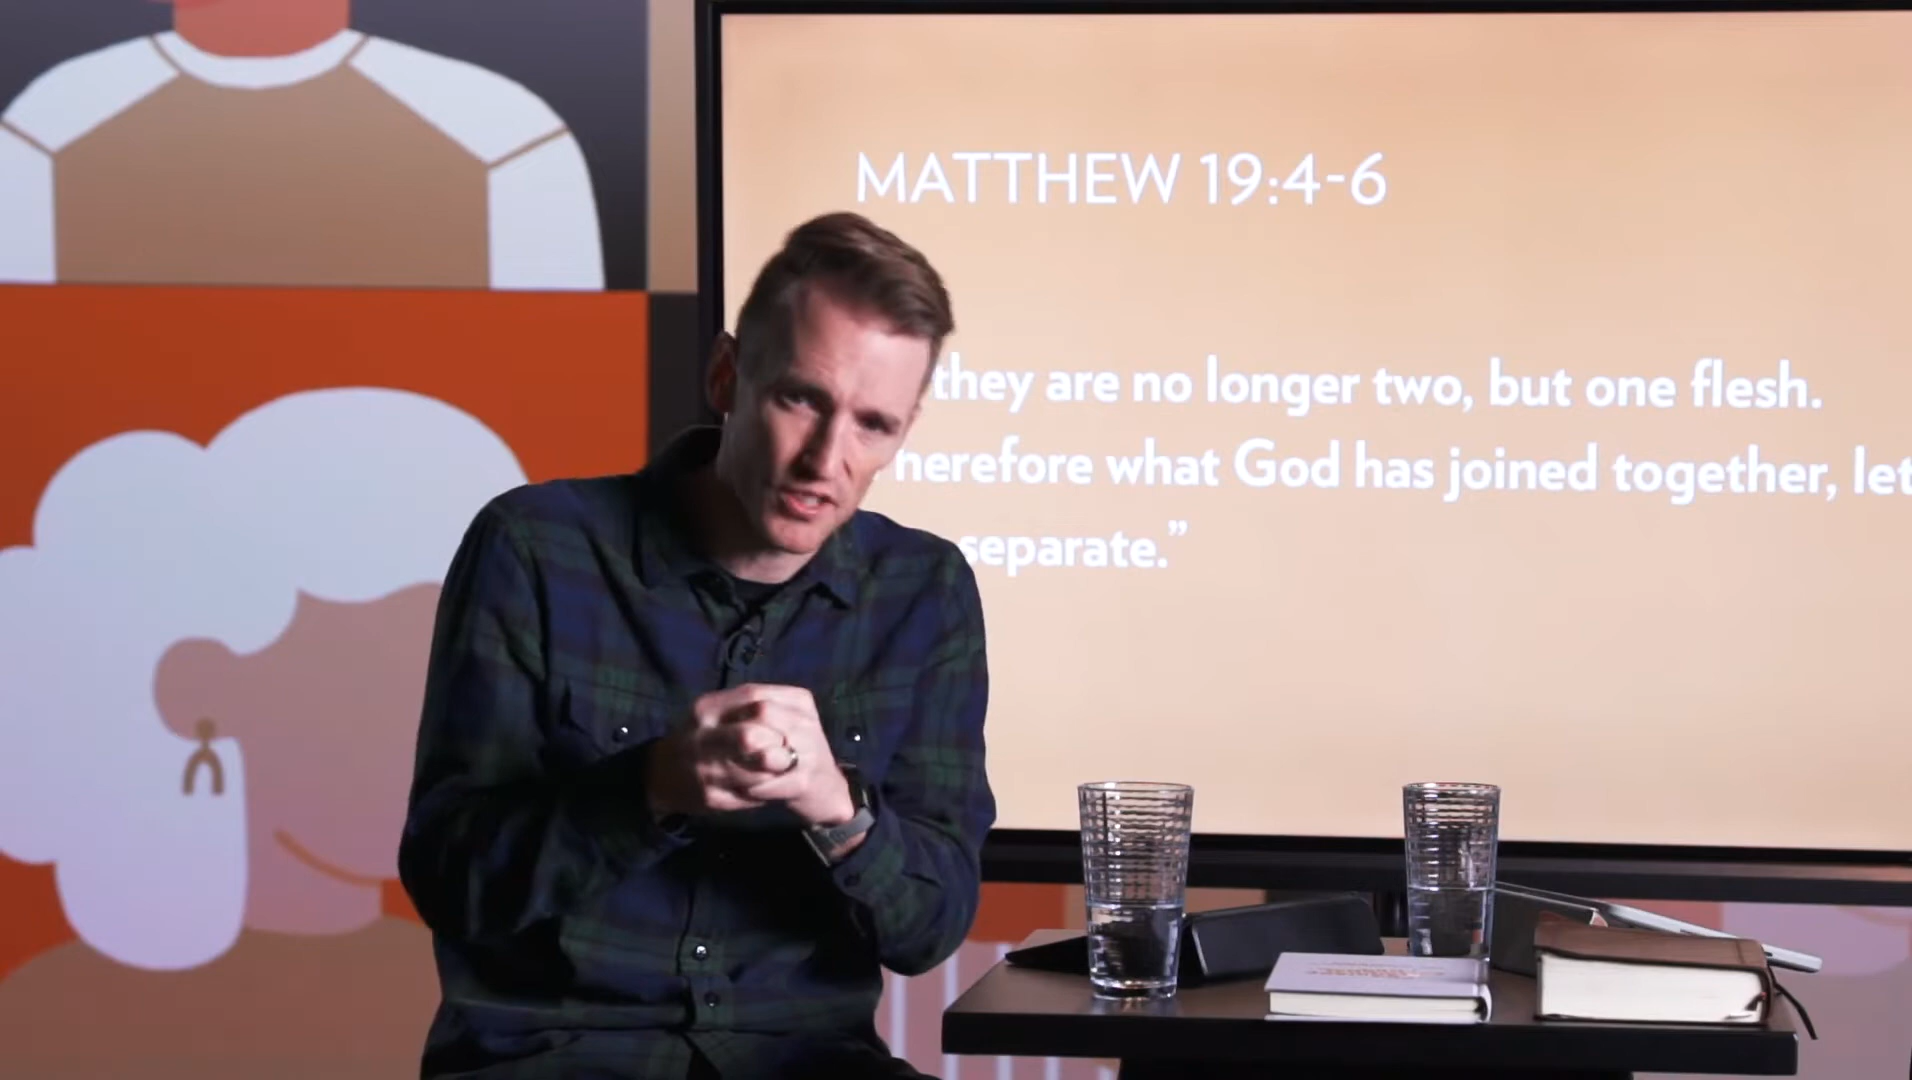 MATTHEW 19:4-6
they are no longer two, but one flesh.
herefore what God has joined together, let
separate.”